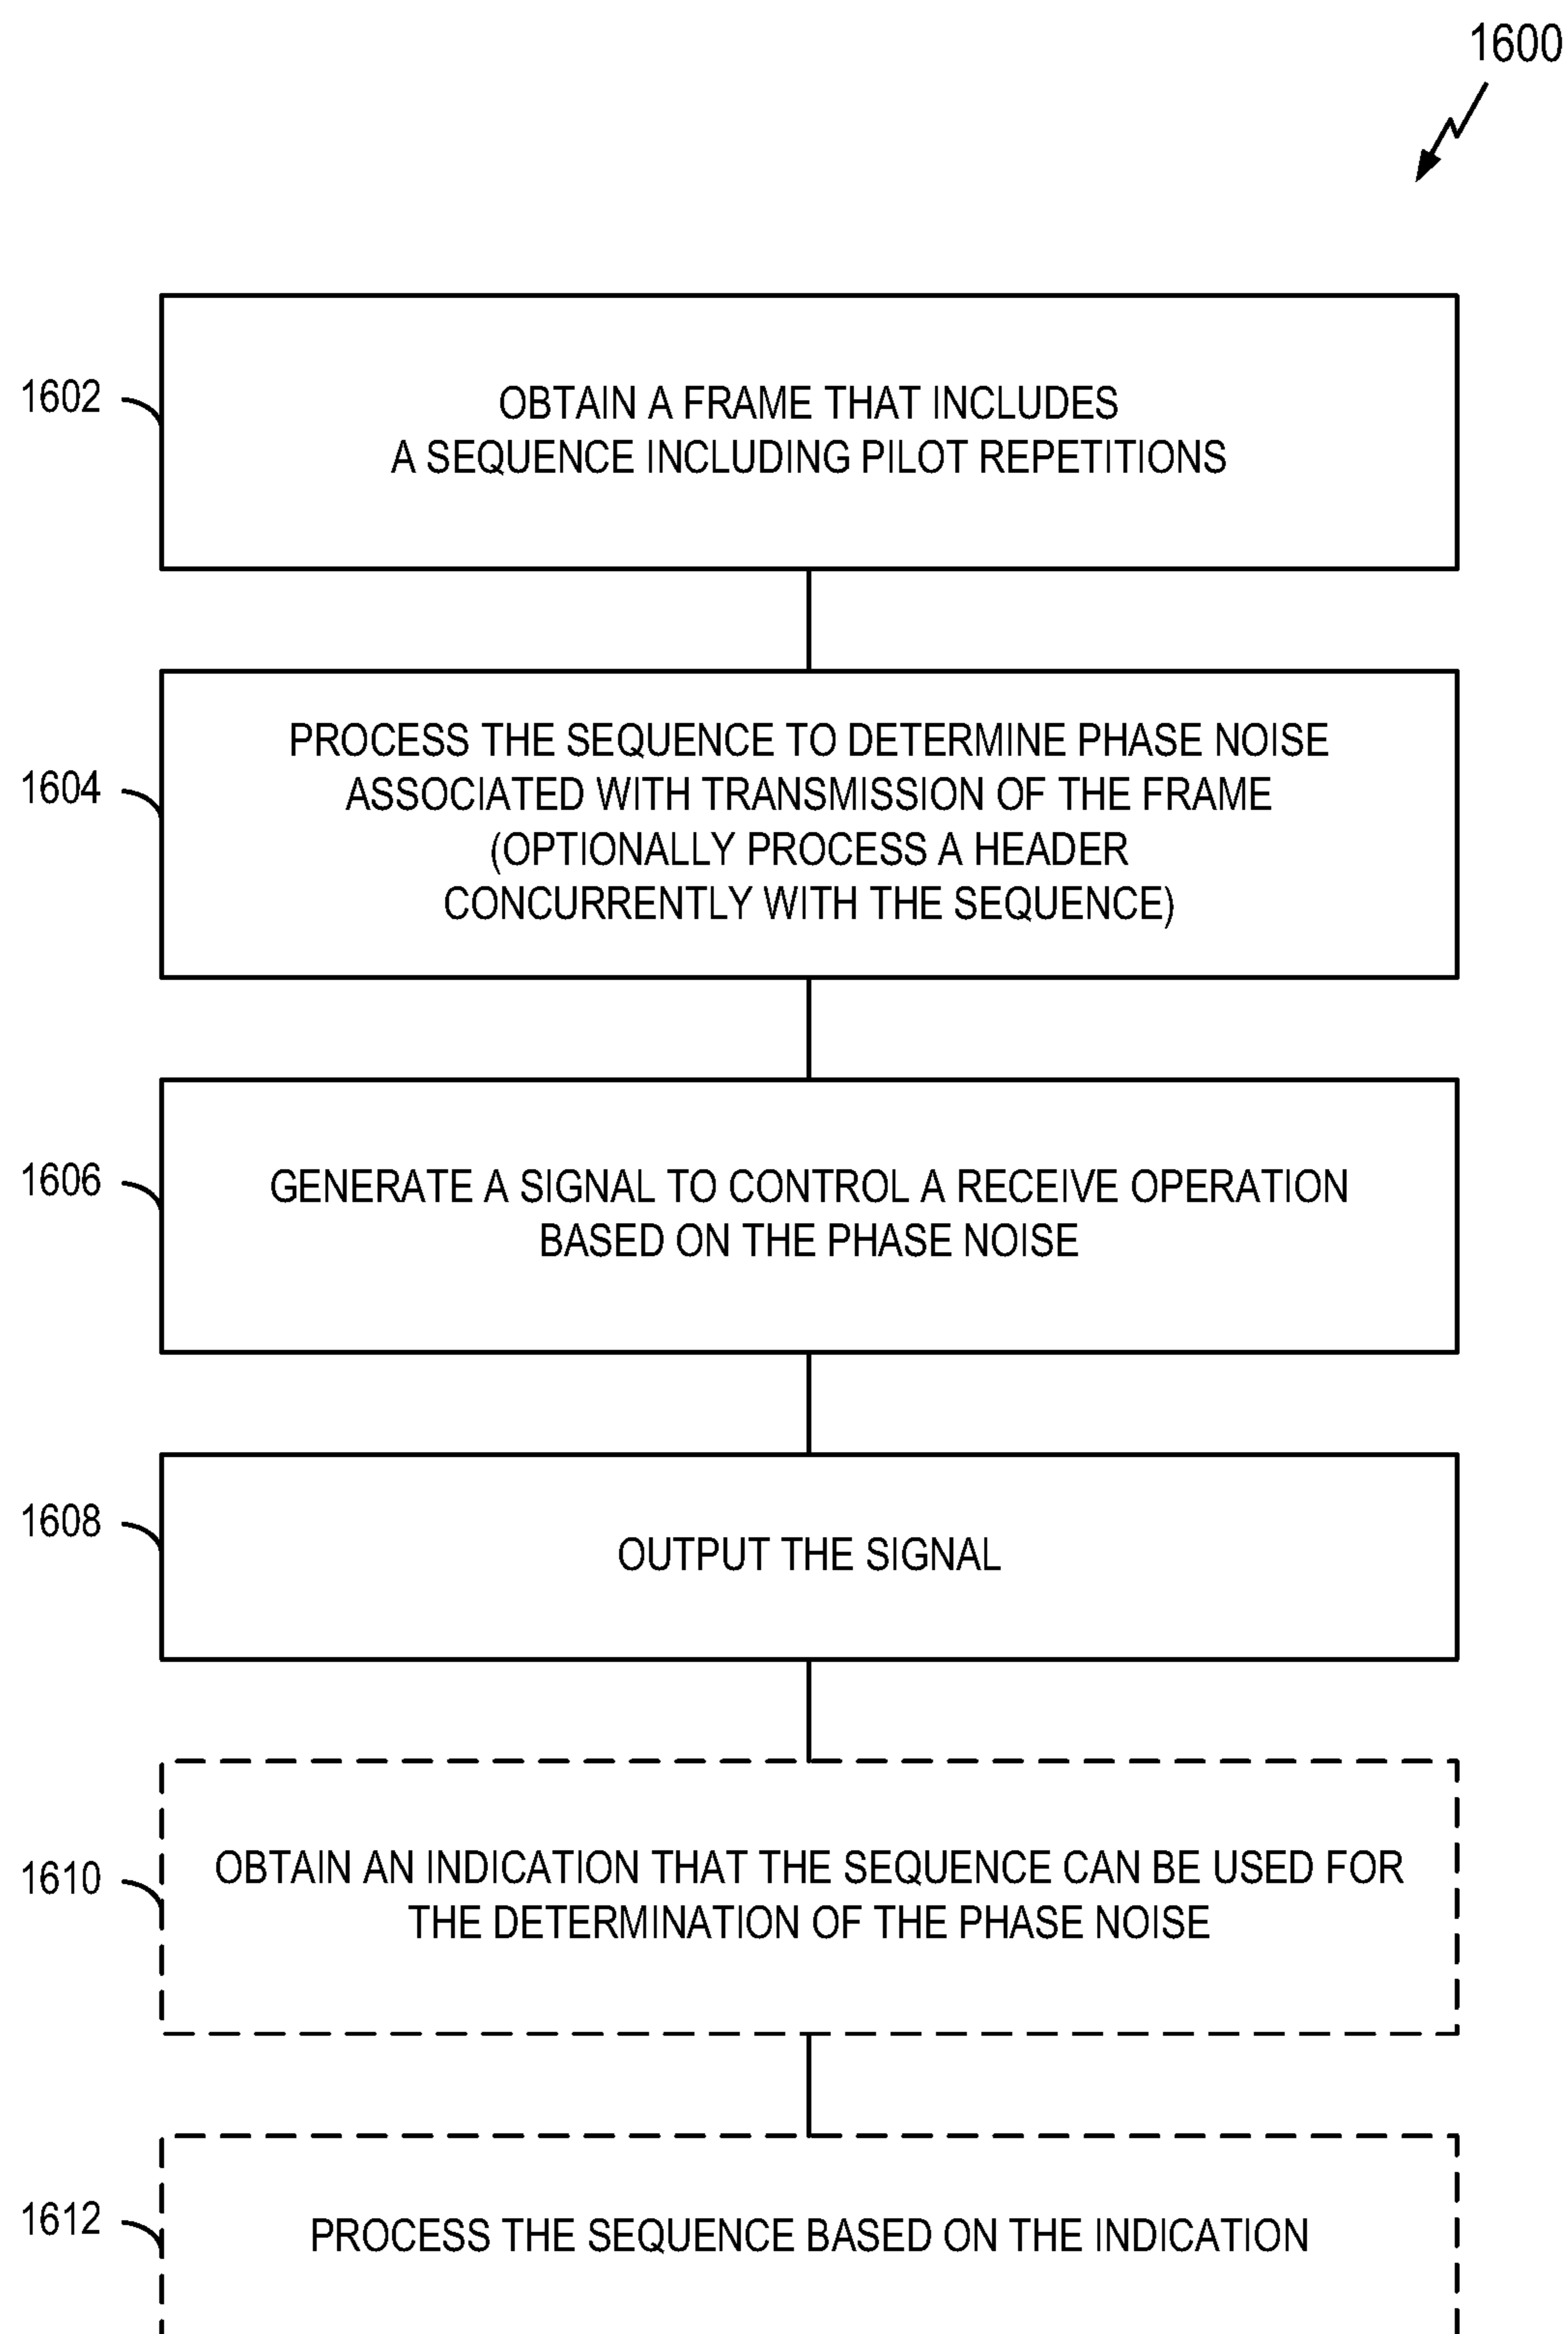 1600
1602
OBTAIN A FRAME THAT INCLUDES
A SEQUENCE INCLUDING PILOT REPETITIONS
1604
PROCESS THE SEQUENCE TO DETERMINE PHASE NOISE
ASSOCIATED WITH TRANSMISSION OF THE FRAME
(OPTIONALLY PROCESS A HEADER
CONCURRENTLY WITH THE SEQUENCE)
1606
GENERATE A SIGNAL TO CONTROL A RECEIVE OPERATION
BASED ON THE PHASE NOISE
1608
OUTPUT THE SIGNAL
1610
OBTAIN AN INDICATION THAT THE SEQUENCE CAN BE USED FOR
THE DETERMINATION OF THE PHASE NOISE
1612
PROCESS THE SEQUENCE BASED ON THE INDICATION